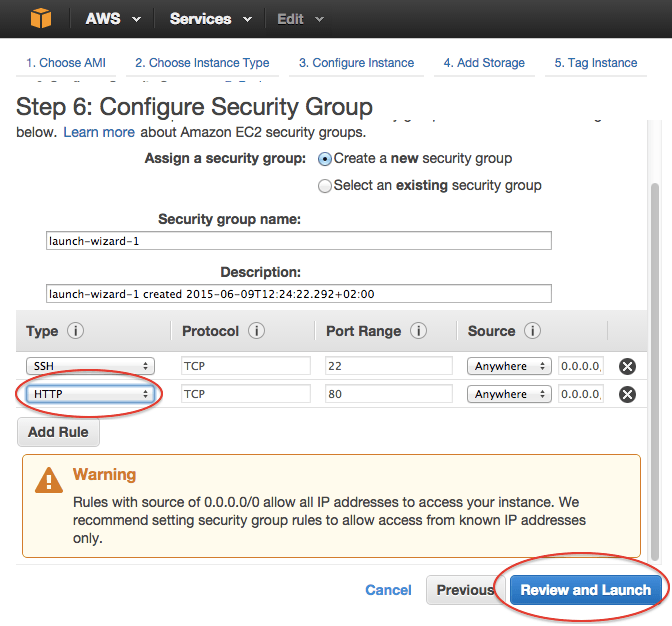 AWS Services Edit
1. Choose AMI 2. Choose Instance Type 3. Configure Instance 4. Add Storage 5. Tag Instance
Step 6: Configure Security Group
below. Learn more about Amazon EC2 security groups.
Assign a security group: Create a new security group
Select an existing security group
Security group name:
launch-wizard-1
Description:
launch-wizard-1 created 2015-06-09T12:24:22.292+02:00
Type i Protocol i Port Range i Source i
SSH TCP 22 Anywhere 0.0.0.0,
HTTP TCP 80 Anywhere 0.0.0.0,
Add Rule
Warning
Rules with source of 0.0.0.0/0 allow all IP addresses to access your instance. We
recommend setting security group rules to allow access from known IP addresses
only.
Cancel Previous Review and Launch